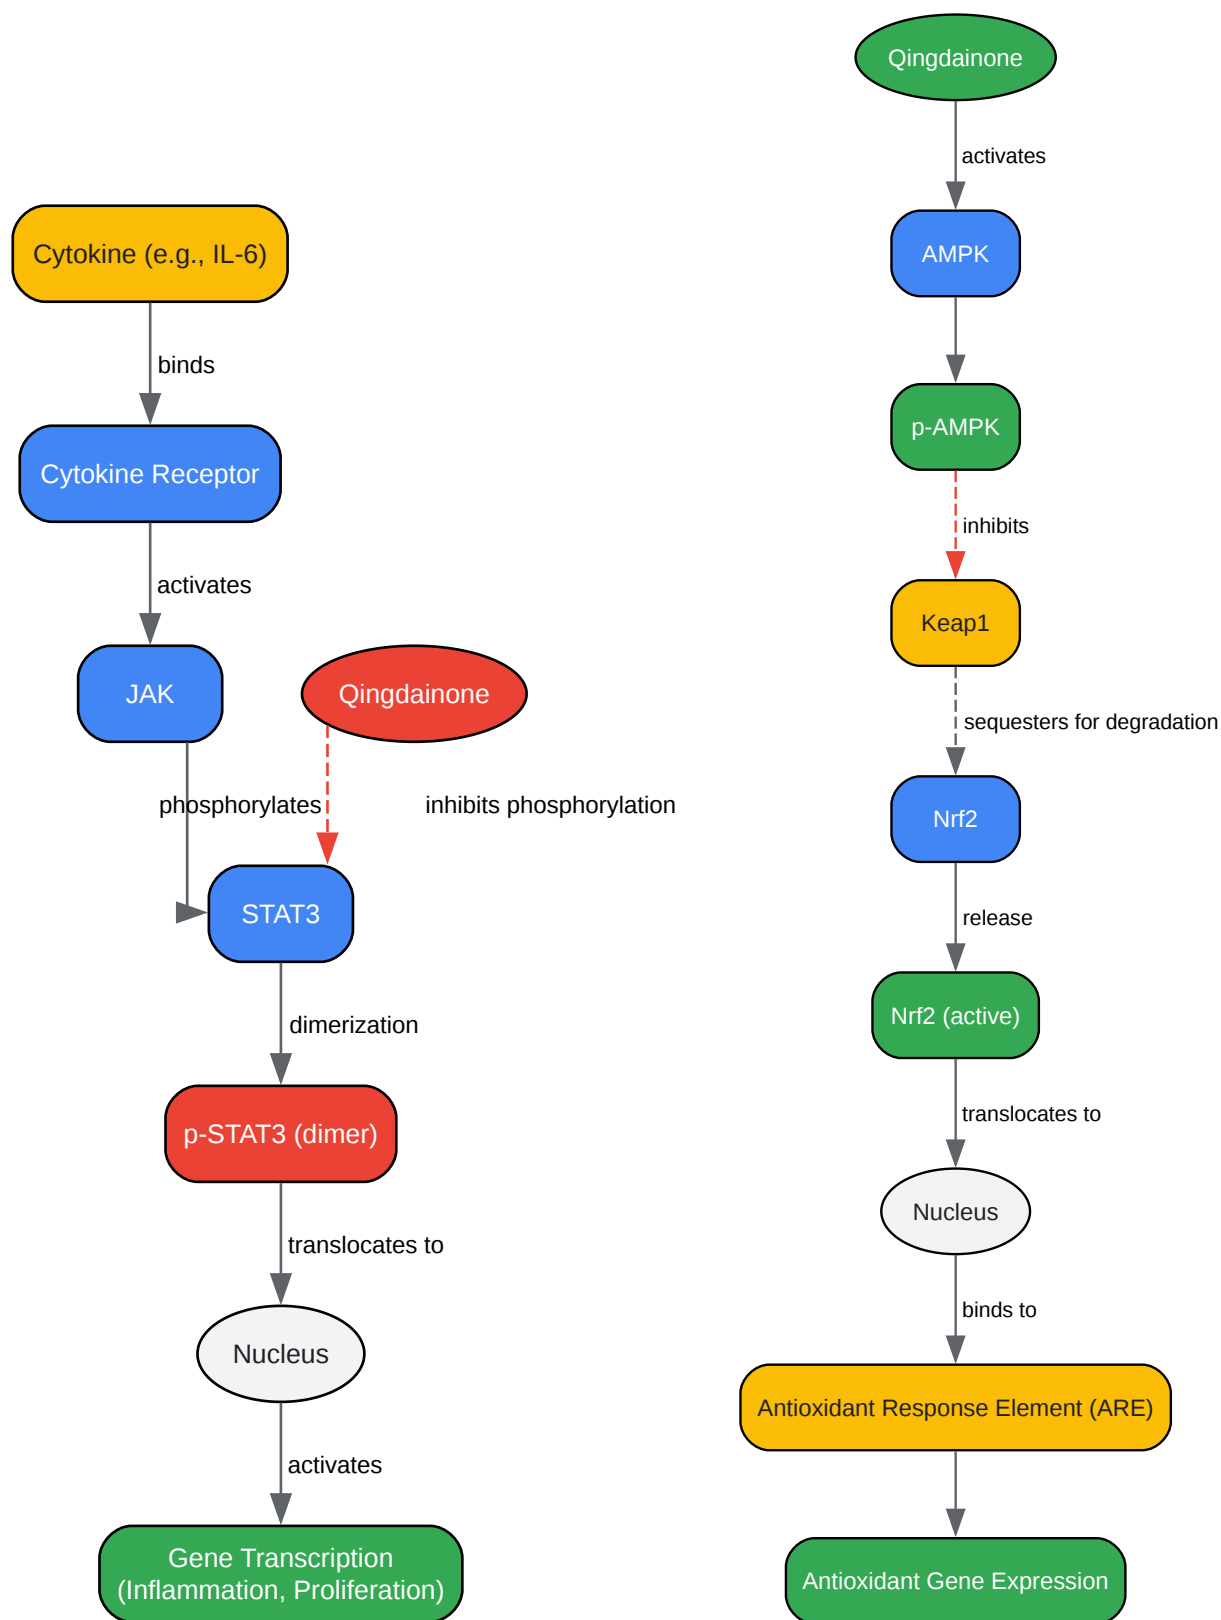 Cytokine (e.g., IL-6)
binds
Cytokine Receptor
activates
JAK
Qingdainone
phosphorylates
inhibits phosphorylation
STAT3
dimerization
p-STAT3 (dimer)
translocates to
Nucleus
activates
Gene Transcription
(Inflammation, Proliferation)
Qingdainone
activates
AMPK
p-AMPK
inhibits
Keap1
sequesters for degradation
Nrf2
release
Nrf2 (active)
translocates to
Nucleus
binds to
Antioxidant Response Element (ARE)
Antioxidant Gene Expression